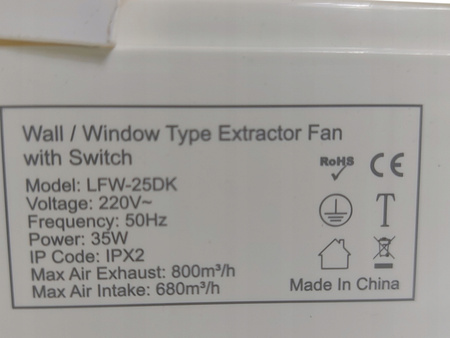 Wall / Window Type Extractor Fan
with Switch
Model: LFW-25DK
Voltage: 220V~
Frequency: 50Hz
Power: 35W
IP Code: IPX2
Max Air Exhaust: 800m³/h
Max Air Intake: 680m³/h
RoHS
CE
T
Made In China